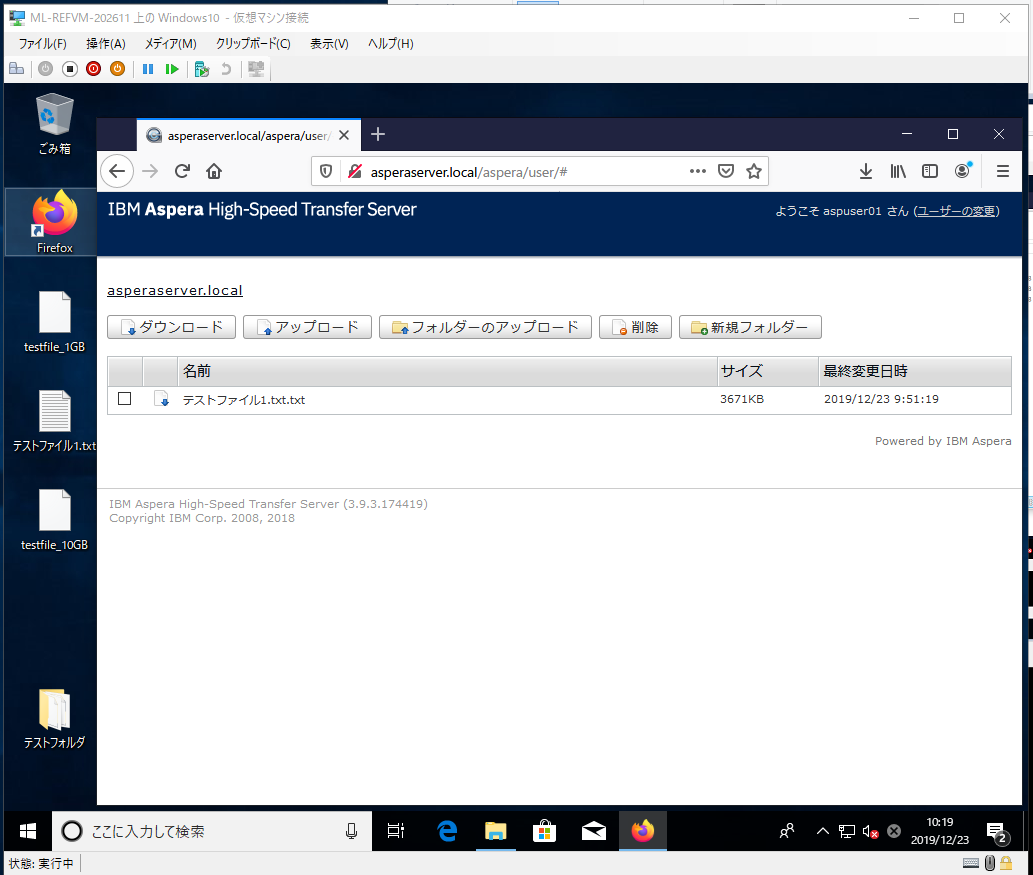 ML-REFVM-202611 上の Windows10 - 仮想マシン接続
ファイル(F) 操作(A) メディア(M) クリップボード(C) 表示(V) ヘルプ(H)
ごみ箱
asperaserver.local/aspera/user/
asperaserver.local/aspera/user/#
IBM Aspera High-Speed Transfer Server
ようこそ aspuser01 さん (ユーザーの変更)
Firefox
asperaserver.local
ダウンロード アップロード フォルダーのアップロード 削除 新規フォルダー
testfile_1GB
名前 サイズ 最終変更日時
テストファイル1.txt.txt 3671KB 2019/12/23 9:51:19
テストファイル1.txt
Powered by IBM Aspera
IBM Aspera High-Speed Transfer Server (3.9.3.174419)
Copyright IBM Corp. 2008, 2018
testfile_10GB
テストフォルダ
ここに入力して検索
10:19
2019/12/23
2
状態: 実行中